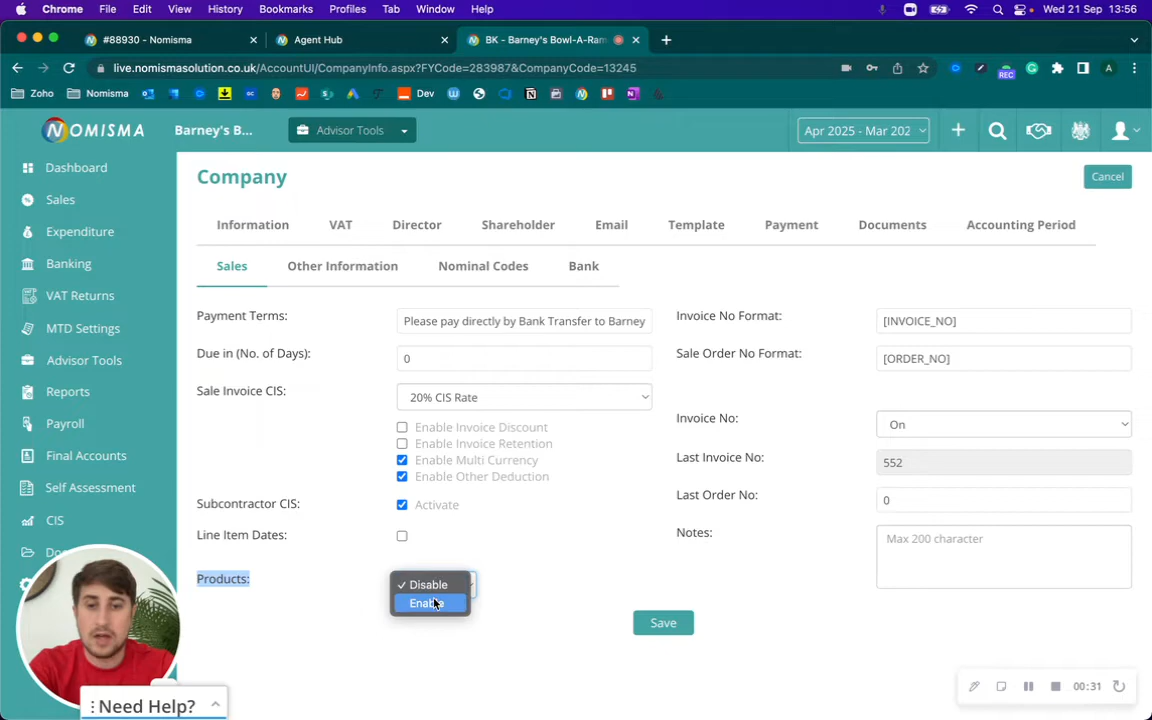 Chrome File Edit View History Bookmarks Profiles Tab Window Help Wed 21 Sep 13:56
#88930 - Nomisma Agent Hub BK - Barney's Bowl-A-Ram
live.nomismasolution.co.uk/AccountUI/CompanyInfo.aspx?FYCode=283987&CompanyCode=13245 REC A
Zoho Nomisma Dev
NOMISMA Barney's B... Advisor Tools Apr 2025 - Mar 202
Dashboard
Sales
Expenditure
Banking
VAT Returns
MTD Settings
Advisor Tools
Reports
Payroll
Final Accounts
Self Assessment
CIS
Company Cancel
Information VAT Director Shareholder Email Template Payment Documents Accounting Period
Sales Other Information Nominal Codes Bank
Payment Terms: Please pay directly by Bank Transfer to Barney
Due in (No. of Days): 0
Sale Invoice CIS: 20% CIS Rate
Enable Invoice Discount
Enable Invoice Retention
Enable Multi Currency
Enable Other Deduction
Subcontractor CIS: Activate
Line Item Dates:
Products: Disable
Invoice No Format: [INVOICE_NO]
Sale Order No Format: [ORDER_NO]
Invoice No: On
Last Invoice No: 552
Last Order No: 0
Notes: Max 200 character
Save
Need Help?
00:31